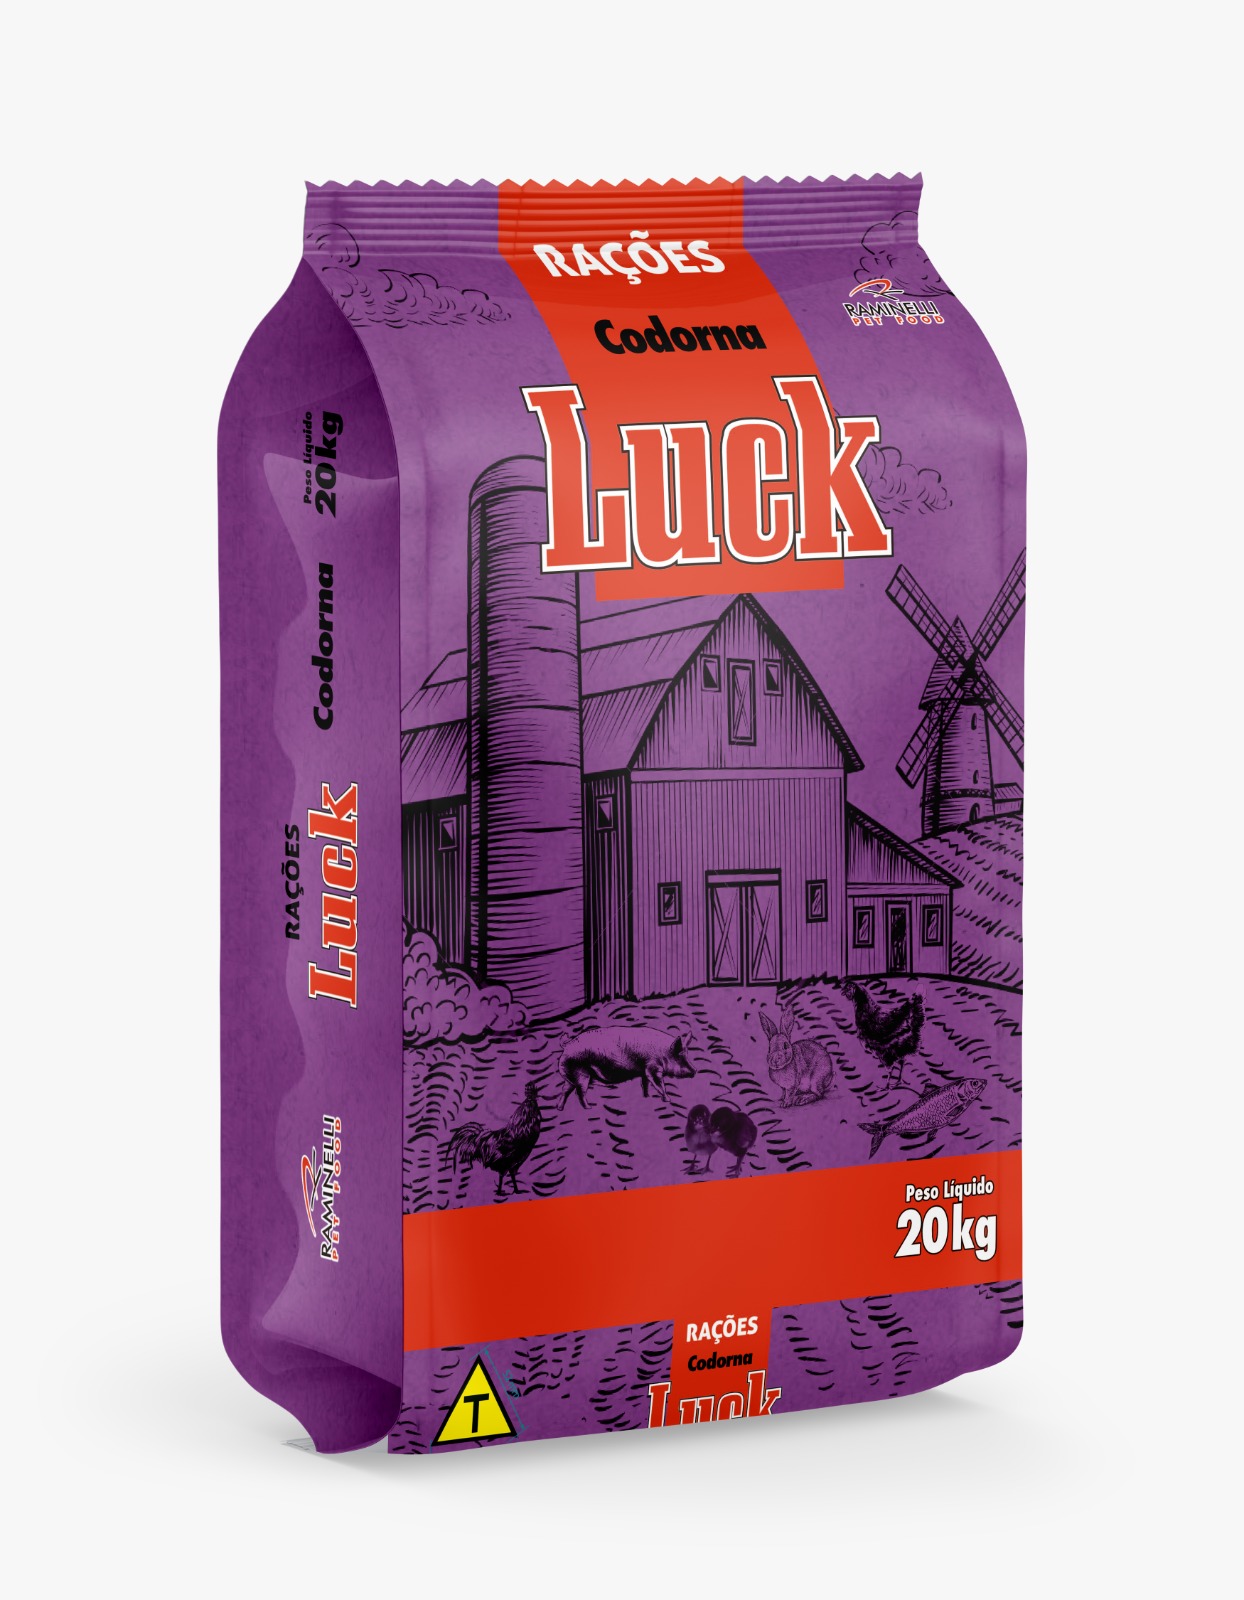 RAÇÕES
Codorna
Luck
RAMINELLI
PET FOOD
Peso Líquido
20kg
Codorna
RAÇÕES
Luck
RAMINELLI
PET FOOD
Peso Líquido
20kg
RAÇÕES
Codorna
Luck
T